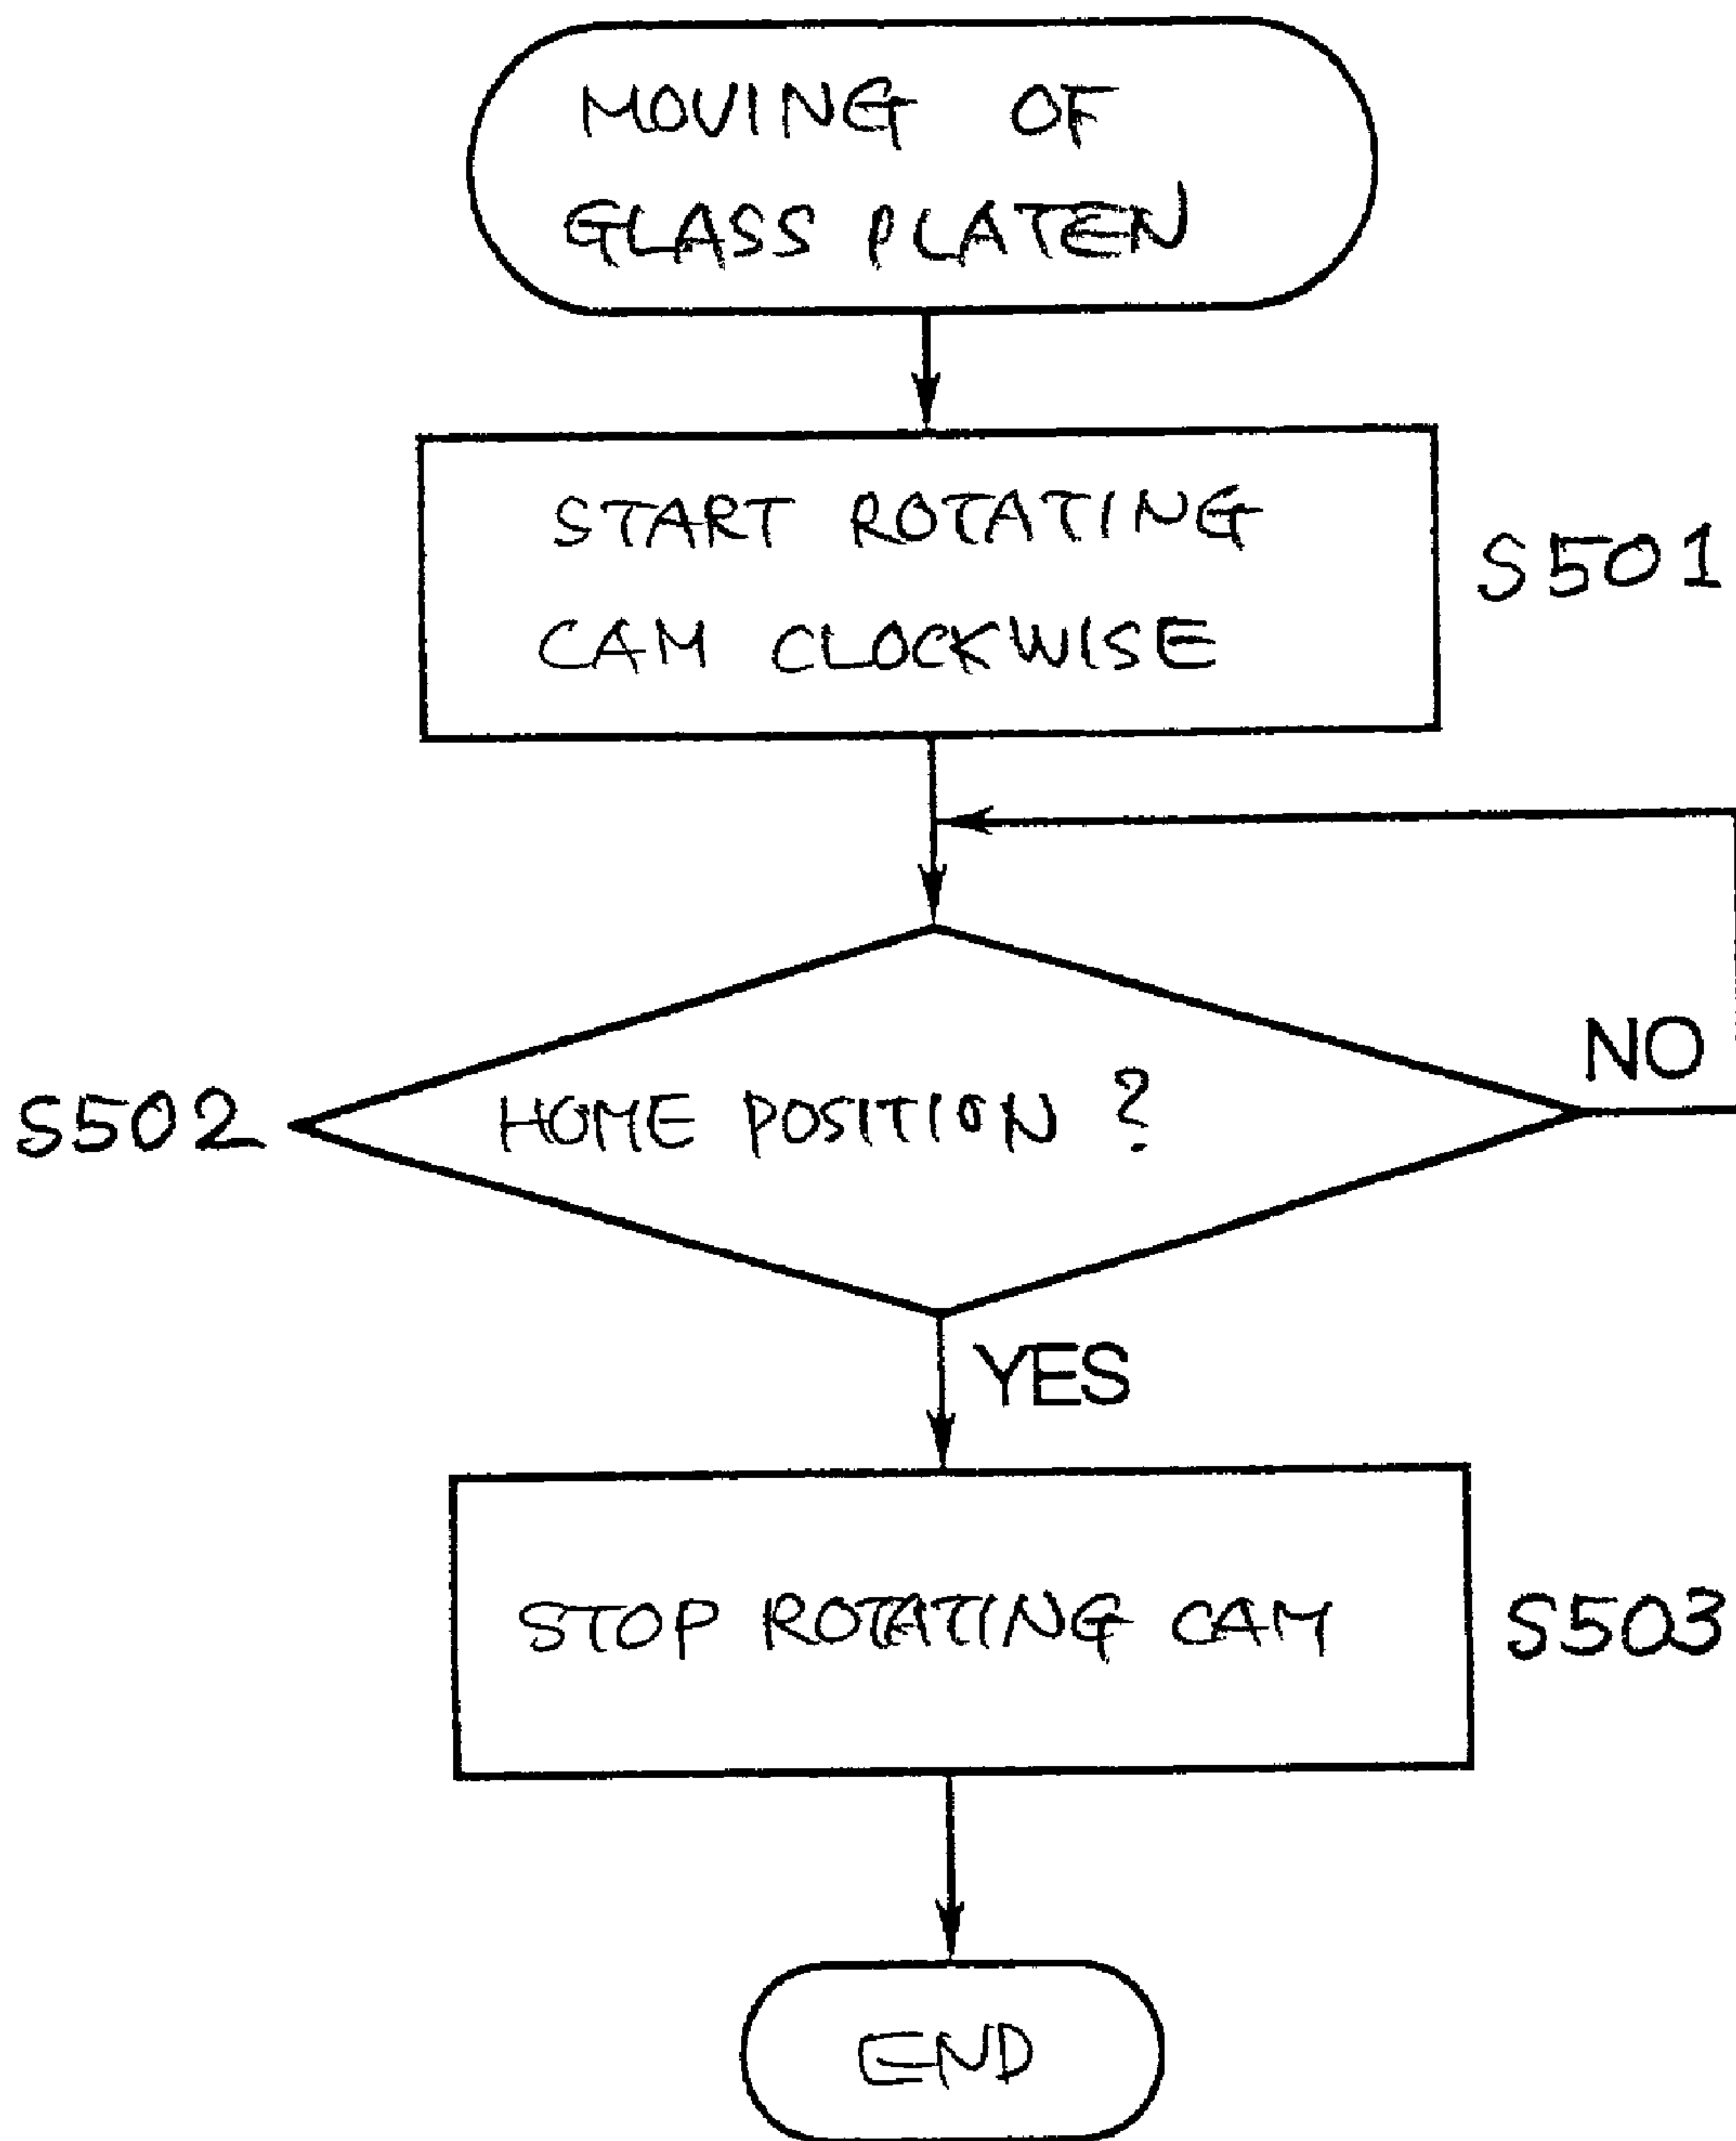 MOVING OF
GLASS PLATEN
START ROTATING
CAM CLOCKWISE
S501
NO
S502
HOME POSITION ?
YES
STOP ROTATING CAM
S503
END